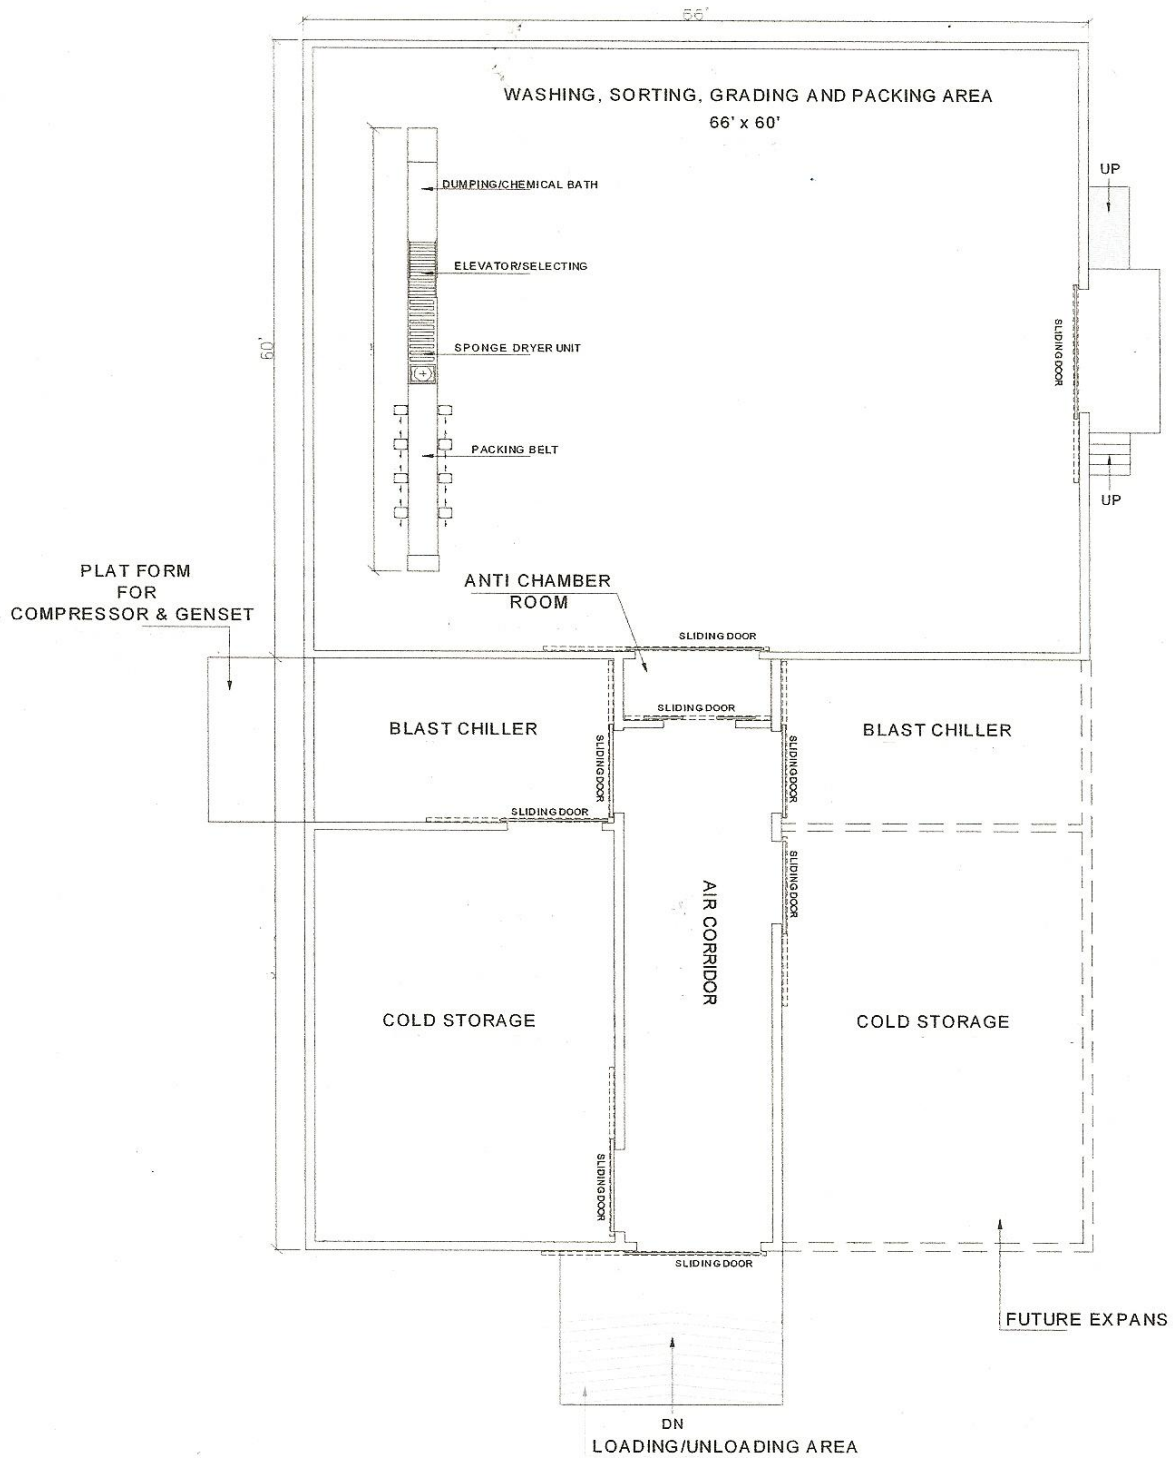 66'
WASHING, SORTING, GRADING AND PACKING AREA
66' x 60'
UP
DUMPING/CHEMICAL BATH
ELEVATOR/SELECTING
60'
SPONGE DRYER UNIT
SLIDING DOOR
PACKING BELT
UP
PLAT FORM
FOR
COMPRESSOR & GENSET
ANTI CHAMBER
ROOM
SLIDING DOOR
SLIDING DOOR
BLAST CHILLER
BLAST CHILLER
SLIDING DOOR
SLIDING DOOR
SLIDING DOOR
SLIDING DOOR
AIR CORRIDOR
COLD STORAGE
COLD STORAGE
SLIDING DOOR
SLIDING DOOR
FUTURE EXPANS
DN
LOADING/UNLOADING AREA